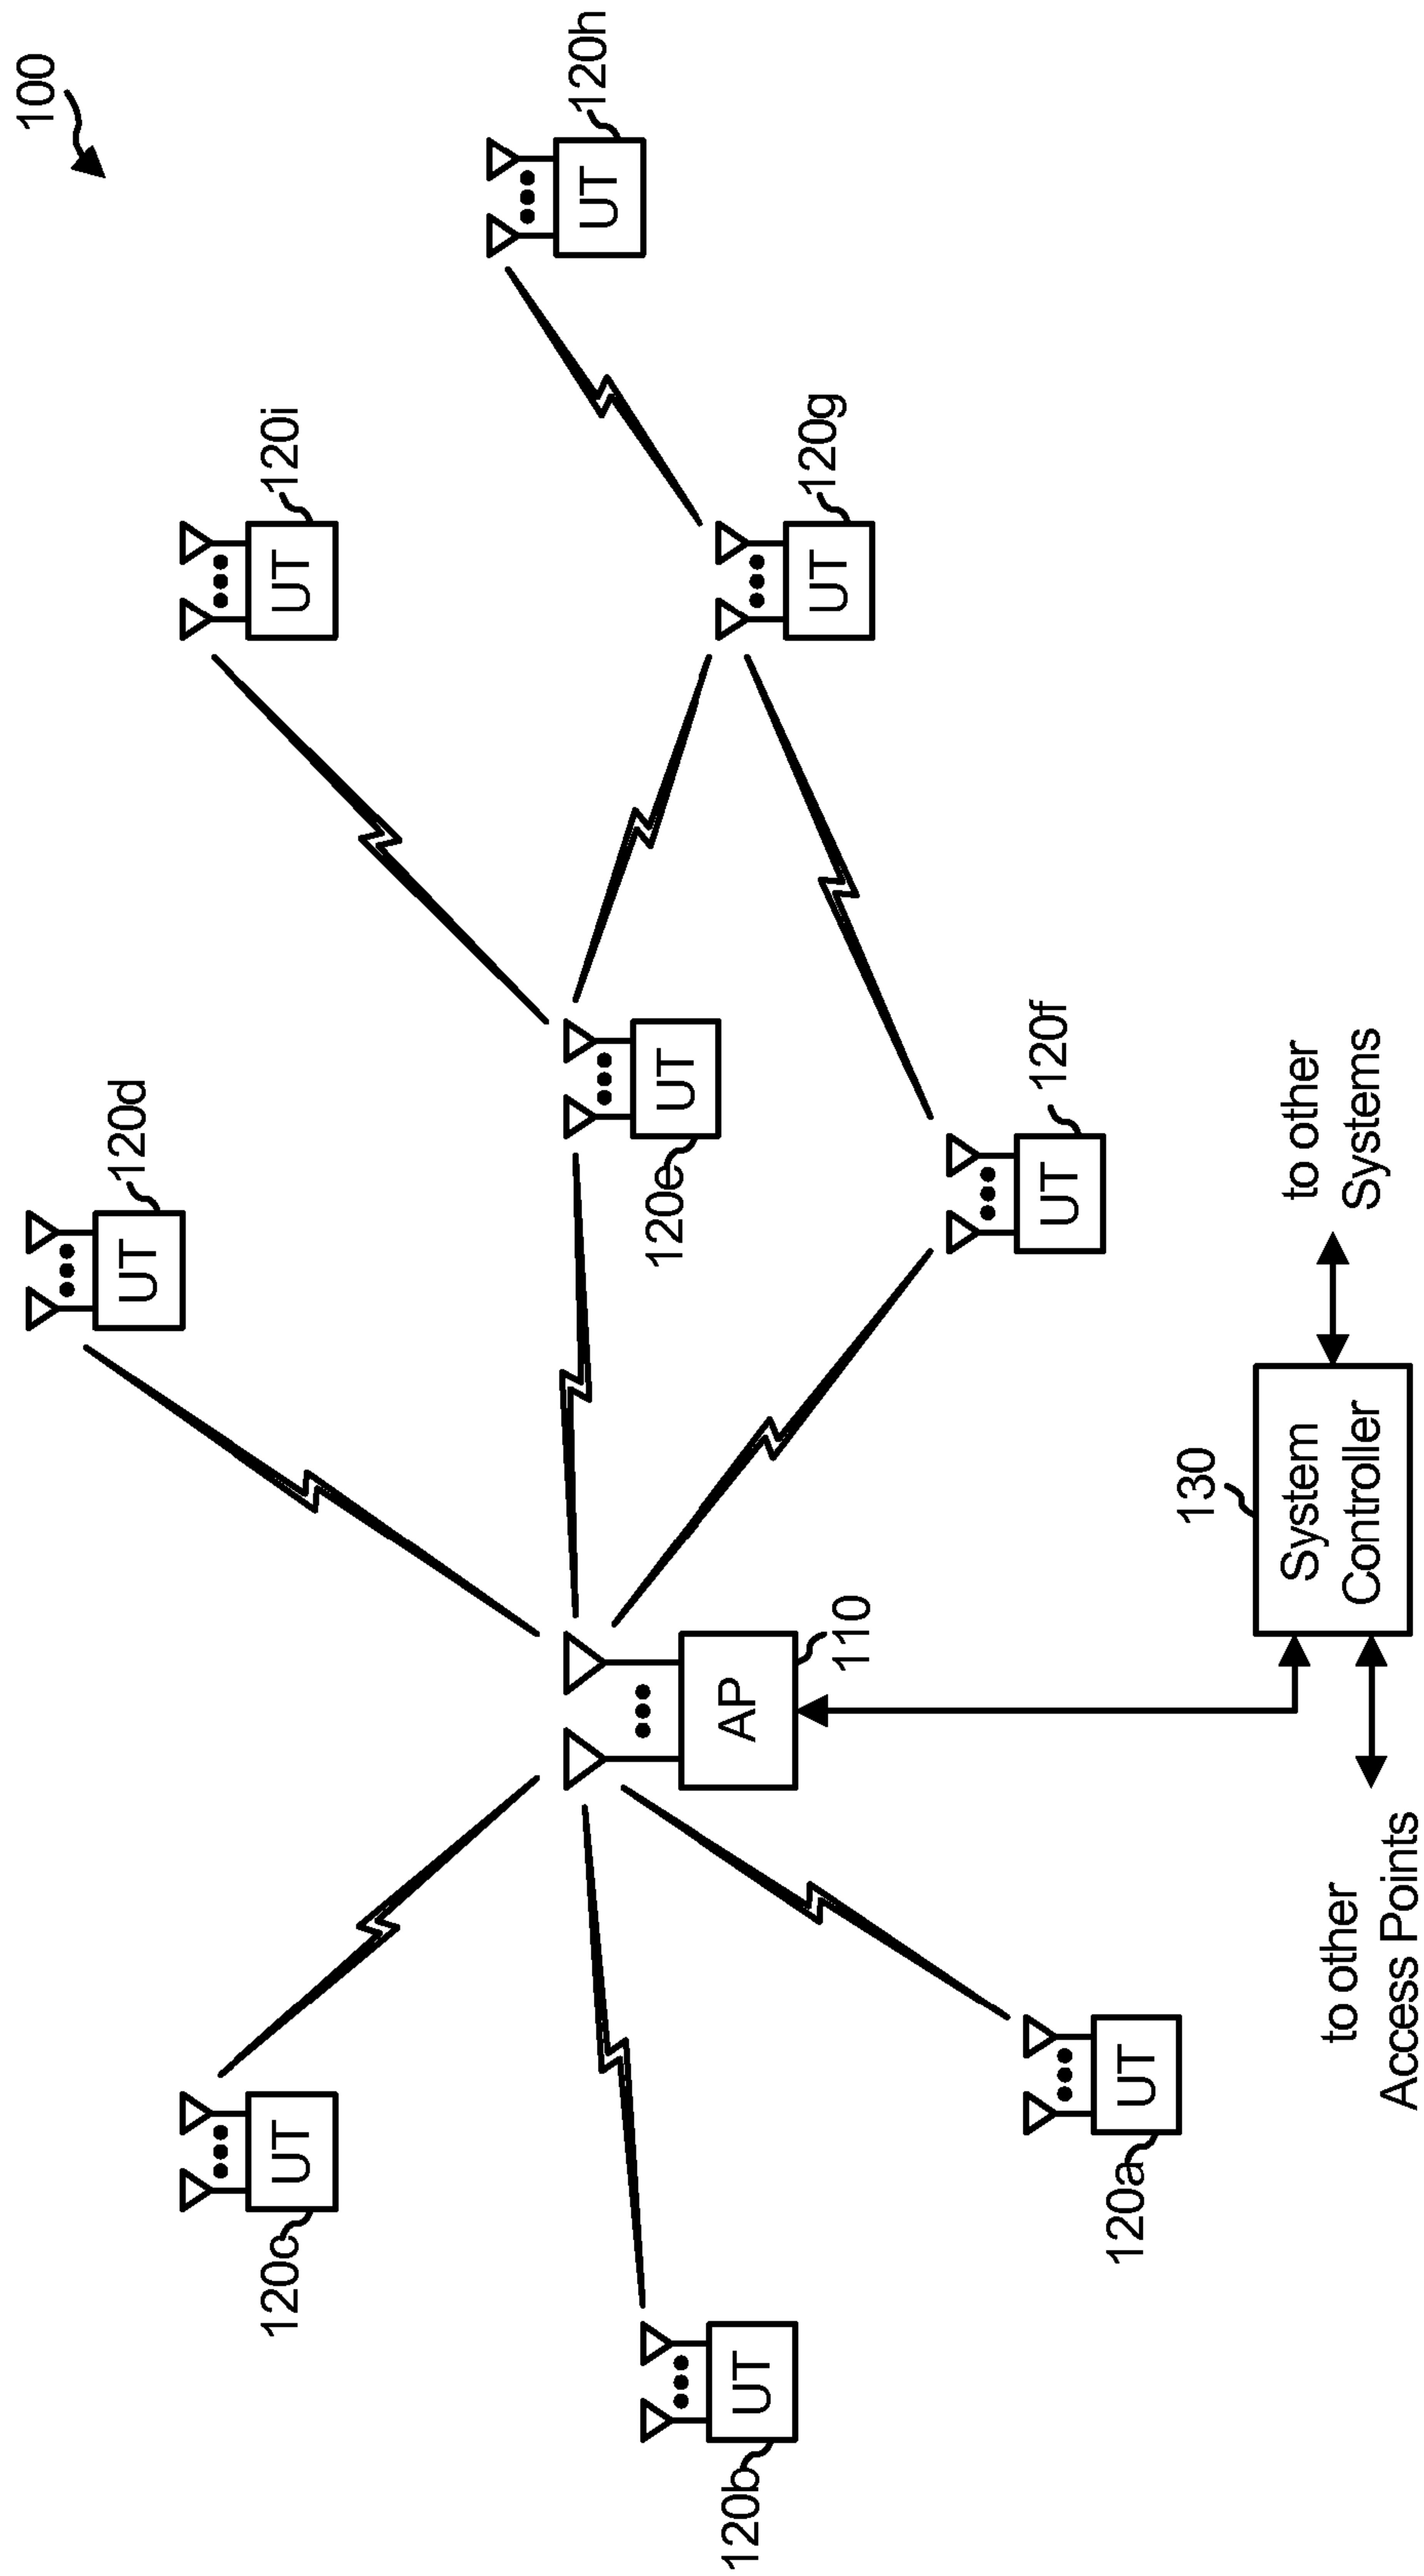 100
120d
UT
120i
UT
120c
UT
120h
UT
120e
UT
120b
UT
AP
110
120g
UT
120f
UT
120a
UT
130
System
Controller
to other
Systems
to other
Access Points